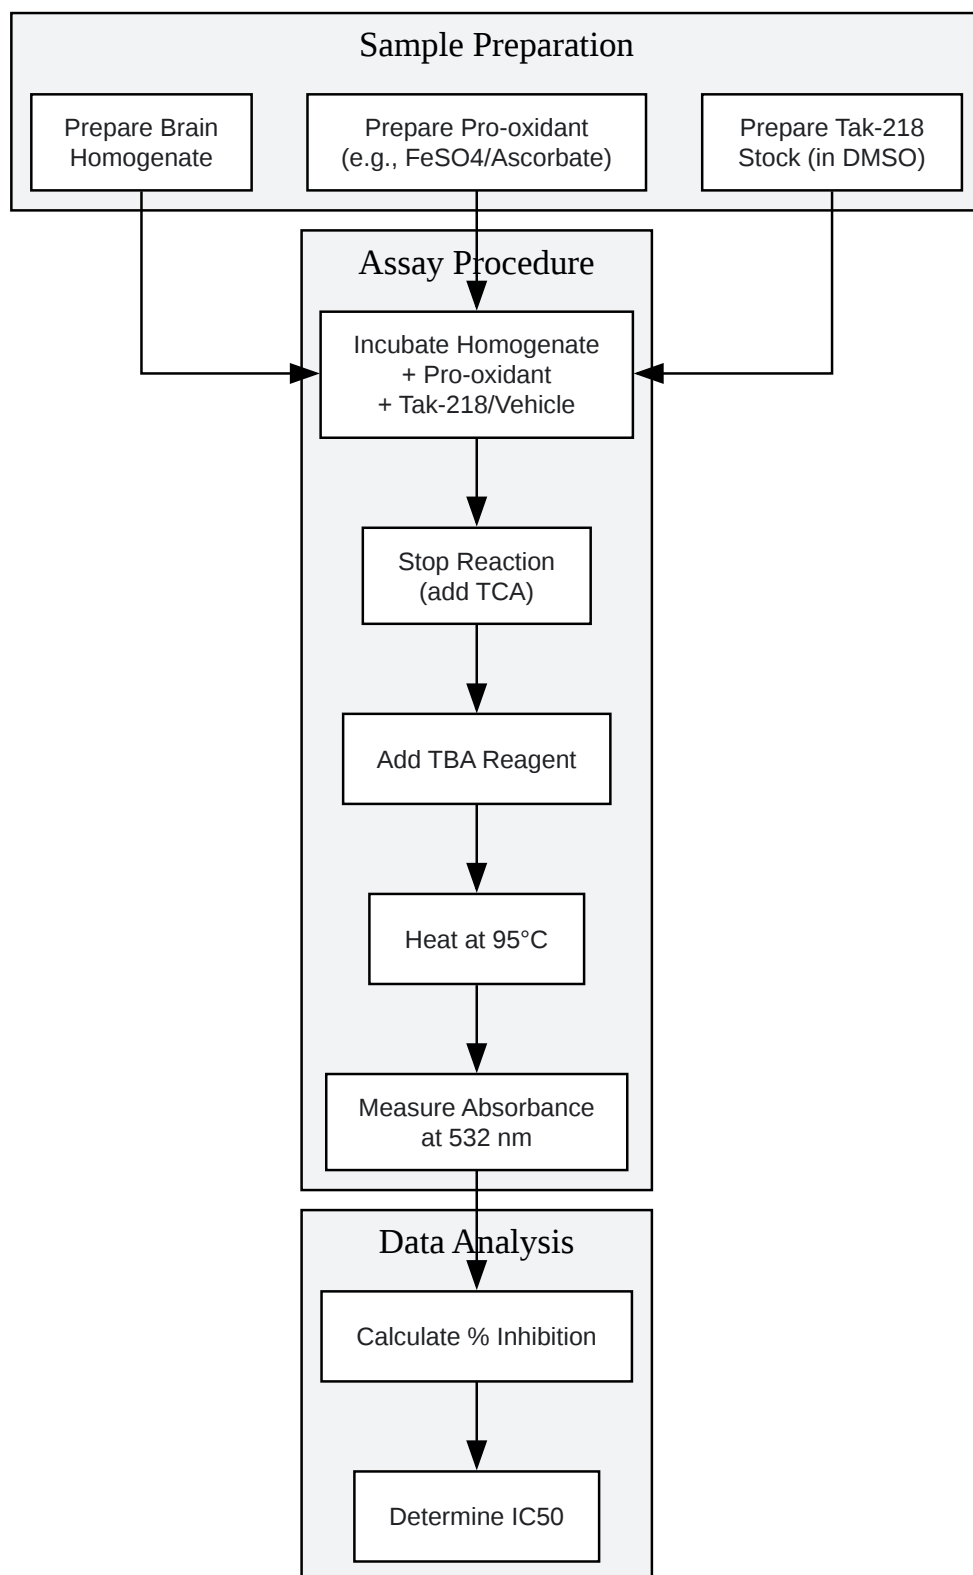 Sample Preparation
Prepare Brain
Homogenate
Prepare Pro-oxidant
(e.g., FeSO4/Ascorbate)
Prepare Tak-218
Stock (in DMSO)
Assay Procedure
Incubate Homogenate
+ Pro-oxidant
+ Tak-218/Vehicle
Stop Reaction
(add TCA)
Add TBA Reagent
Heat at 95°C
Measure Absorbance
at 532 nm
Data Analysis
Calculate % Inhibition
Determine IC50